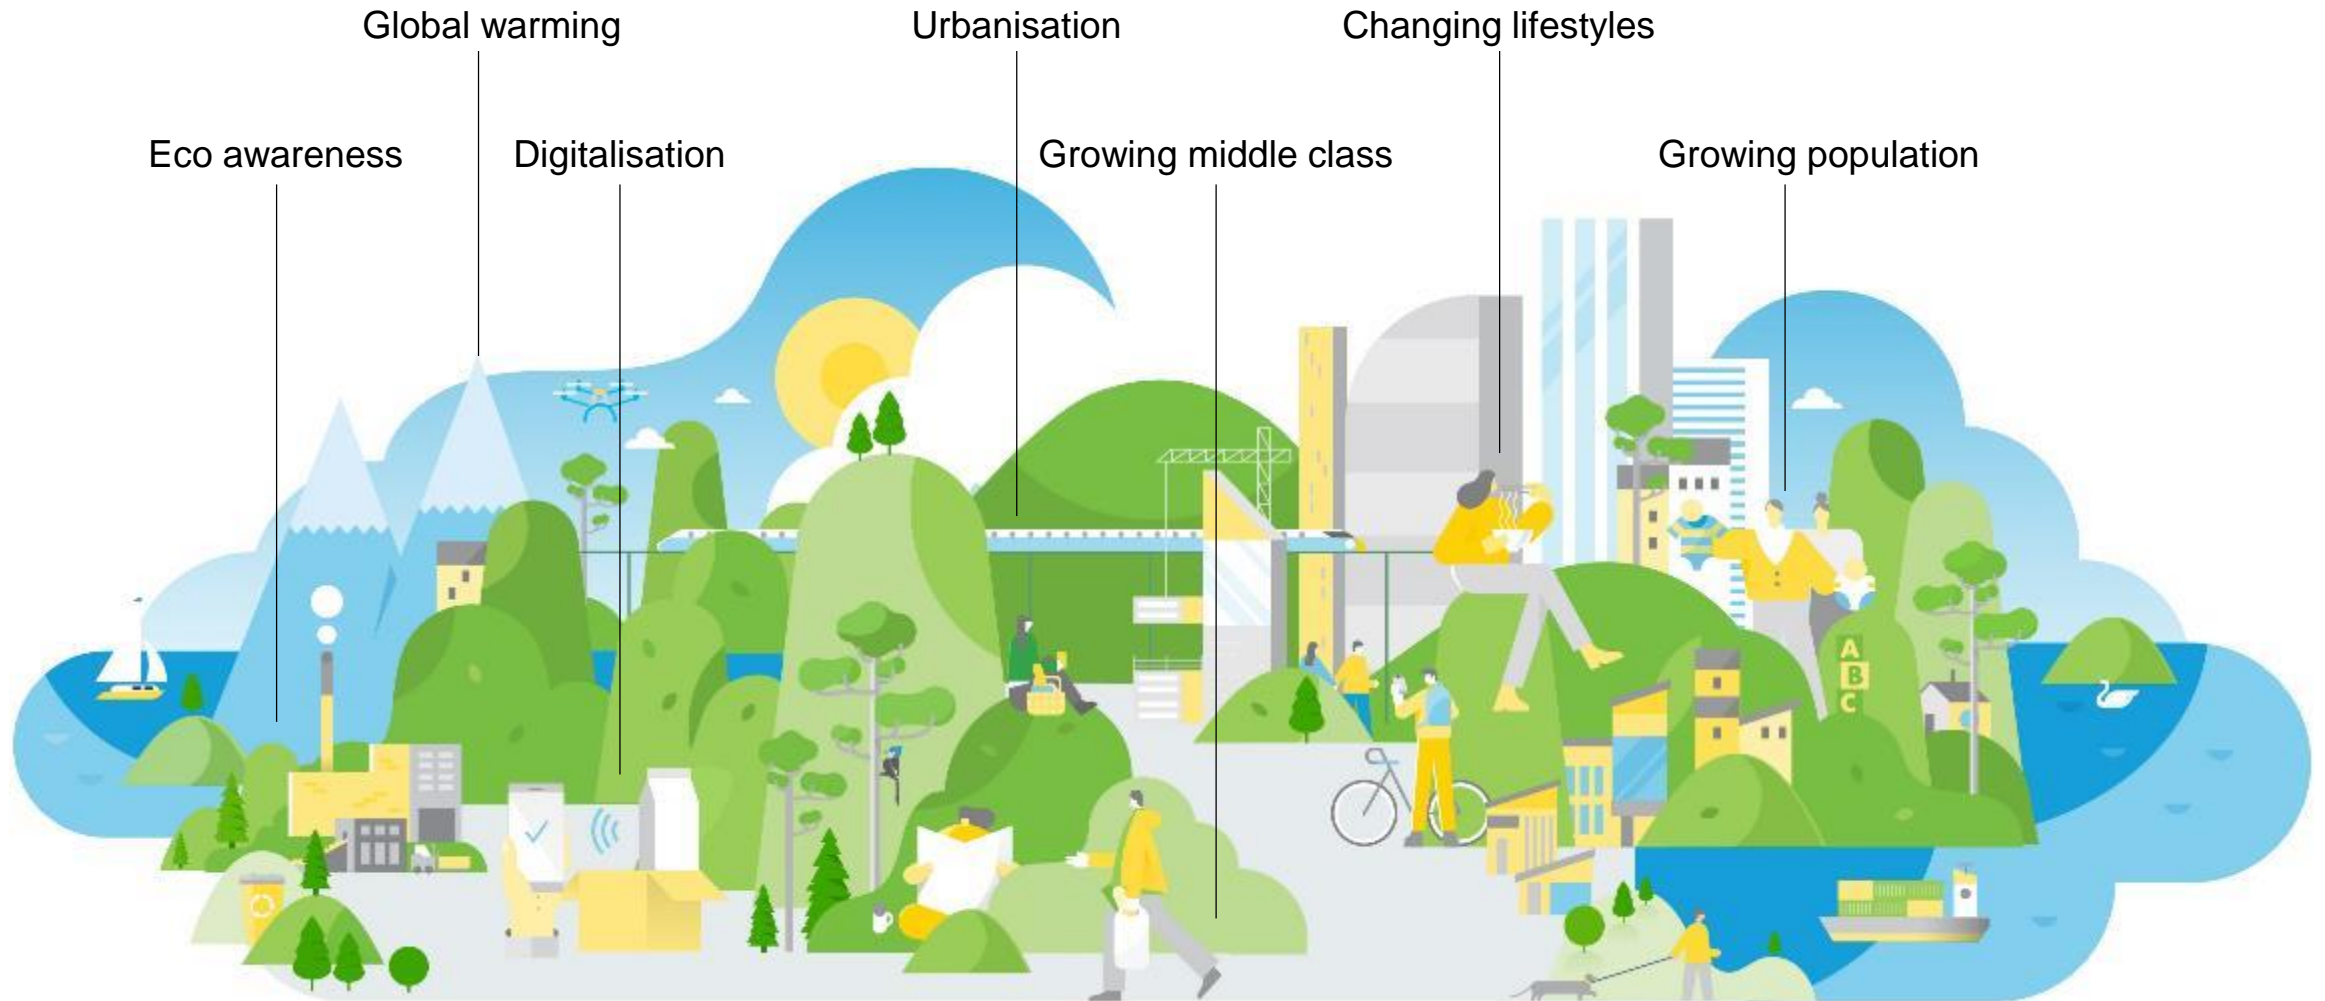 Global warming
Urbanisation
Changing lifestyles
Eco awareness
Digitalisation
Growing middle class
Growing population
A
B
C